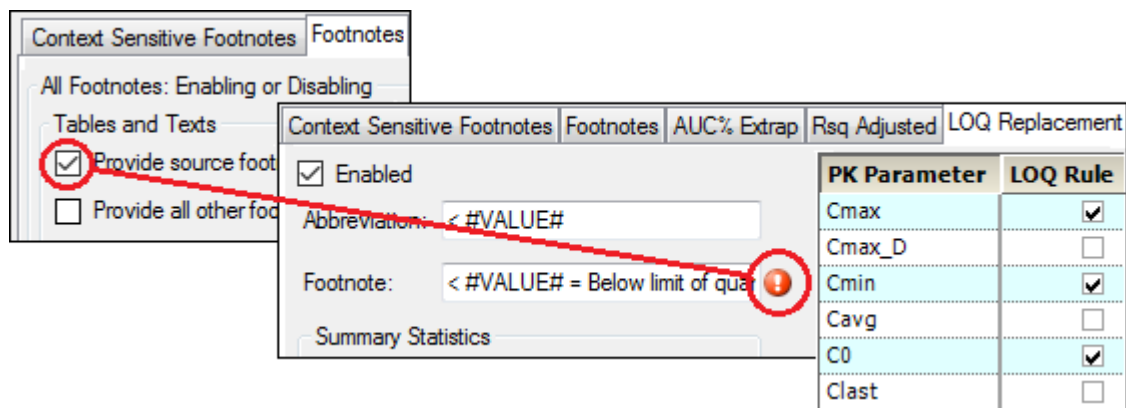 Context Sensitive Footnotes Footnotes
All Footnotes: Enabling or Disabling
Tables and Texts
Provide source foot
Provide all other foo
Context Sensitive Footnotes Footnotes AUC% Extrap Rsq Adjusted LOQ Replacement
Enabled
Abbreviation: < #VALUE#
Footnote: < #VALUE# = Below limit of quan
Summary Statistics
PK Parameter LOQ Rule
Cmax
Cmax_D
Cmin
Cavg
C0
Clast